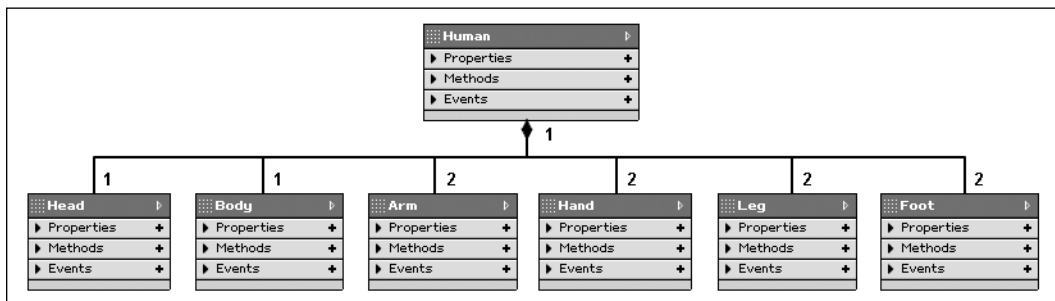 Human
Properties
Methods
Events
1
1
1
2
2
2
2
Head
Properties
Methods
Events
Body
Properties
Methods
Events
Arm
Properties
Methods
Events
Hand
Properties
Methods
Events
Leg
Properties
Methods
Events
Foot
Properties
Methods
Events